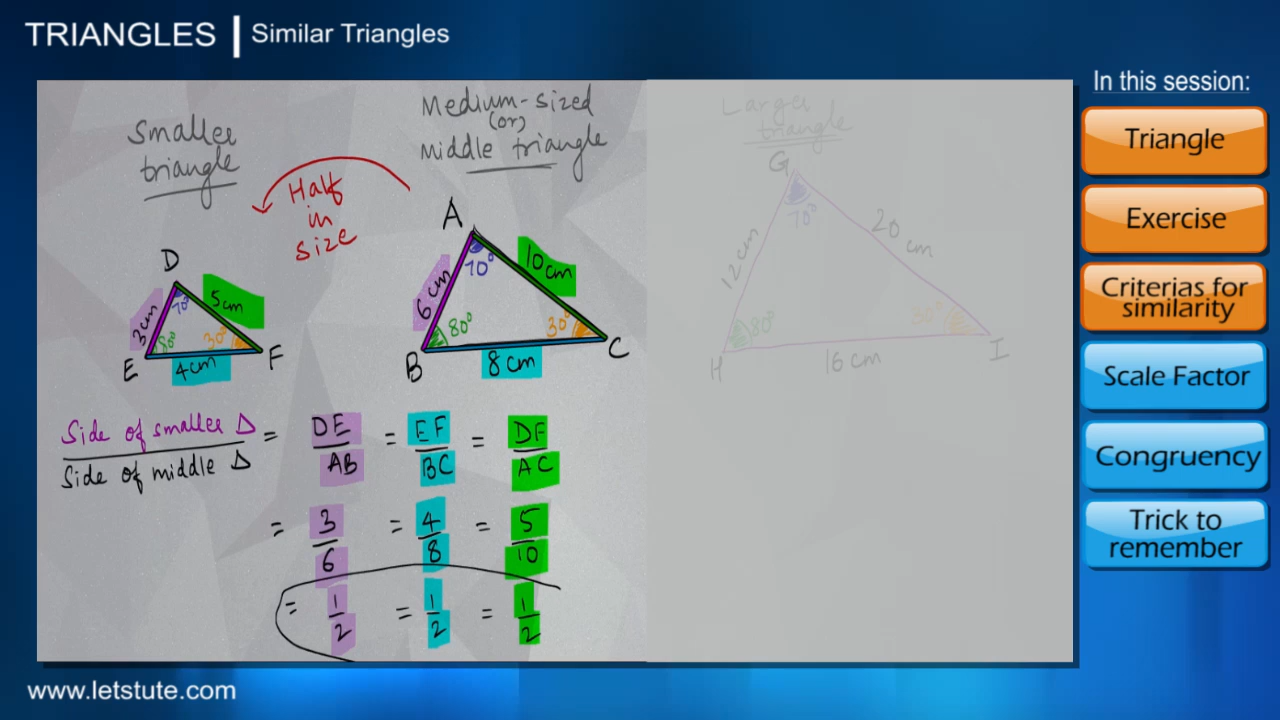 TRIANGLES | Similar Triangles
In this session:
Triangle
Exercise
Criterias for
similarity
Scale Factor
Congruency
Trick to
remember
Smaller
triangle
Half
in
size
Medium-sized
(or)
Middle triangle
Larger
triangle
D
3cm
5cm
70°
80°
30°
E
4cm
F
A
6 cm
10cm
70°
80°
30°
B
8 cm
C
G
12 cm
20 cm
70°
80°
30°
H
16 cm
I
Side of smaller Δ / Side of middle Δ = DE/AB = EF/BC = DF/AC
= 3/6 = 4/8 = 5/10
= 1/2 = 1/2 = 1/2
www.letstute.com